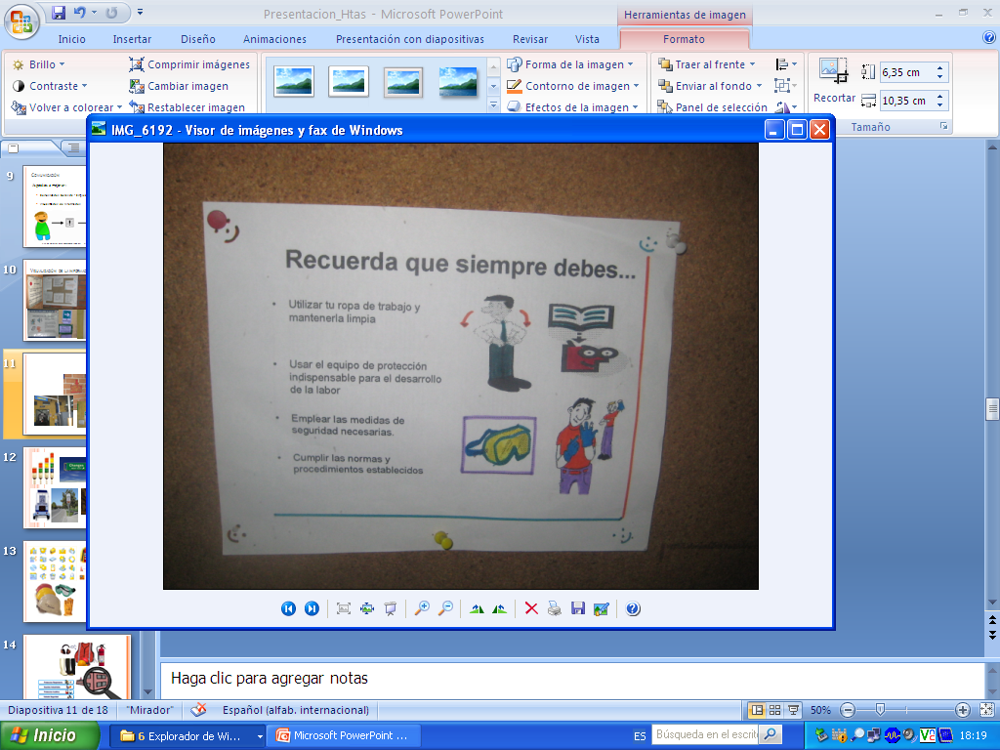 Presentacion_Htas - Microsoft PowerPoint
Herramientas de imagen
Inicio
Insertar
Diseño
Animaciones
Presentación con diapositivas
Revisar
Vista
Formato
Brillo
Comprimir imágenes
Forma de la imagen
Traer al frente
6,35 cm
Contraste
Cambiar imagen
Contorno de imagen
Enviar al fondo
Recortar
10,35 cm
Volver a colorear
Restablecer imagen
Efectos de la imagen
Panel de selección
Tamaño
IMG_6192 - Visor de imágenes y fax de Windows
9
10
11
12
13
14
Recuerda que siempre debes...
• Utilizar tu ropa de trabajo y
mantenerla limpia
• Usar el equipo de protección
indispensable para el desarrollo
de la labor
• Emplear las medidas de
seguridad necesarias.
• Cumplir las normas y
procedimientos establecidos
Haga clic para agregar notas
Diapositiva 11 de 18
"Mirador"
Español (alfab. internacional)
50%
Inicio
6 Explorador de Wi...
Microsoft PowerPoint ...
ES
Búsqueda en el escrit
18:19